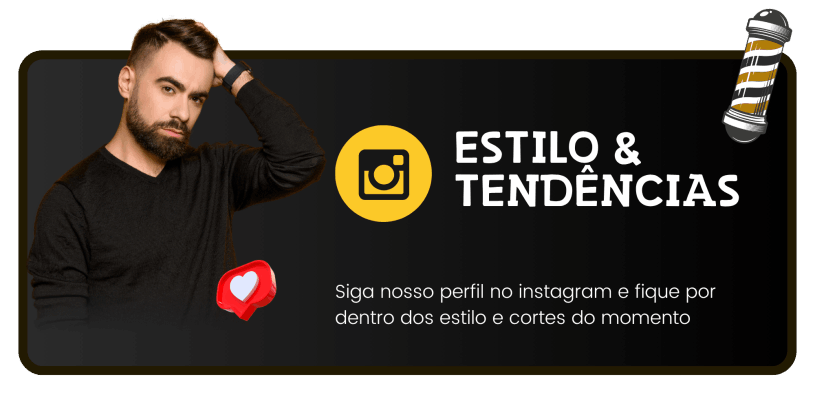 ESTILO &
TENDÊNCIAS
Siga nosso perfil no instagram e fique por
dentro dos estilo e cortes do momento